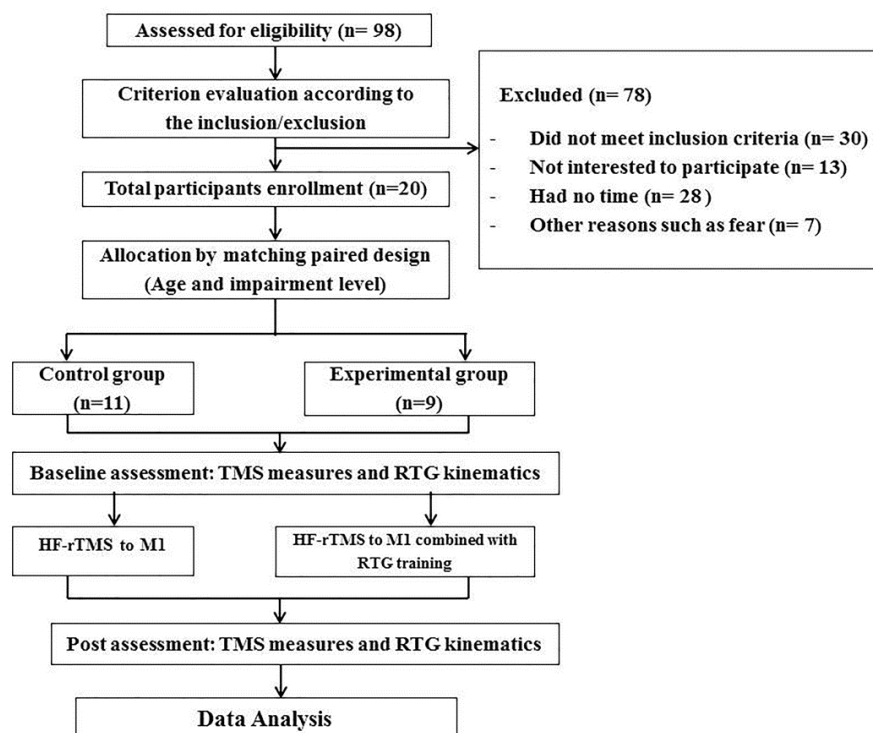 Assessed for eligibility (n= 98)
Criterion evaluation according to
the inclusion/exclusion
Excluded (n= 78)
- Did not meet inclusion criteria (n= 30)
- Not interested to participate (n= 13)
- Had no time (n= 28 )
- Other reasons such as fear (n= 7)
Total participants enrollment (n=20)
Allocation by matching paired design
(Age and impairment level)
Control group
(n=11)
Experimental group
(n=9)
Baseline assessment: TMS measures and RTG kinematics
HF-rTMS to M1
HF-rTMS to M1 combined with
RTG training
Post assessment: TMS measures and RTG kinematics
Data Analysis